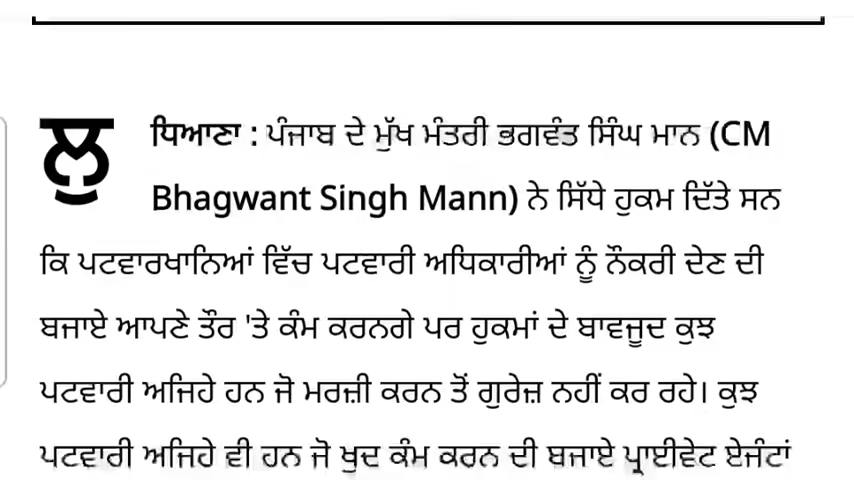 ਲੁਧਿਆਣਾ : ਪੰਜਾਬ ਦੇ ਮੁੱਖ ਮੰਤਰੀ ਭਗਵੰਤ ਸਿੰਘ ਮਾਨ (CM
Bhagwant Singh Mann) ਨੇ ਸਿੱਧੇ ਹੁਕਮ ਦਿੱਤੇ ਸਨ
ਕਿ ਪਟਵਾਰਖਾਨਿਆਂ ਵਿੱਚ ਪਟਵਾਰੀ ਅਧਿਕਾਰੀਆਂ ਨੂੰ ਨੌਕਰੀ ਦੇਣ ਦੀ
ਬਜਾਏ ਆਪਣੇ ਤੌਰ 'ਤੇ ਕੰਮ ਕਰਨਗੇ ਪਰ ਹੁਕਮਾਂ ਦੇ ਬਾਵਜੂਦ ਕੁਝ
ਪਟਵਾਰੀ ਅਜਿਹੇ ਹਨ ਜੋ ਮਰਜ਼ੀ ਕਰਨ ਤੋਂ ਗੁਰੇਜ਼ ਨਹੀਂ ਕਰ ਰਹੇ। ਕੁਝ
ਪਟਵਾਰੀ ਅਜਿਹੇ ਵੀ ਹਨ ਜੋ ਖੁਦ ਕੰਮ ਕਰਨ ਦੀ ਬਜਾਏ ਪ੍ਰਾਈਵੇਟ ਏਜੰਟਾਂ